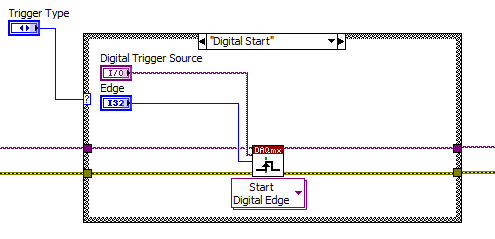 Trigger Type
"Digital Start"
Digital Trigger Source
I/O
Edge
I32
?
DAQmx
Start
Digital Edge